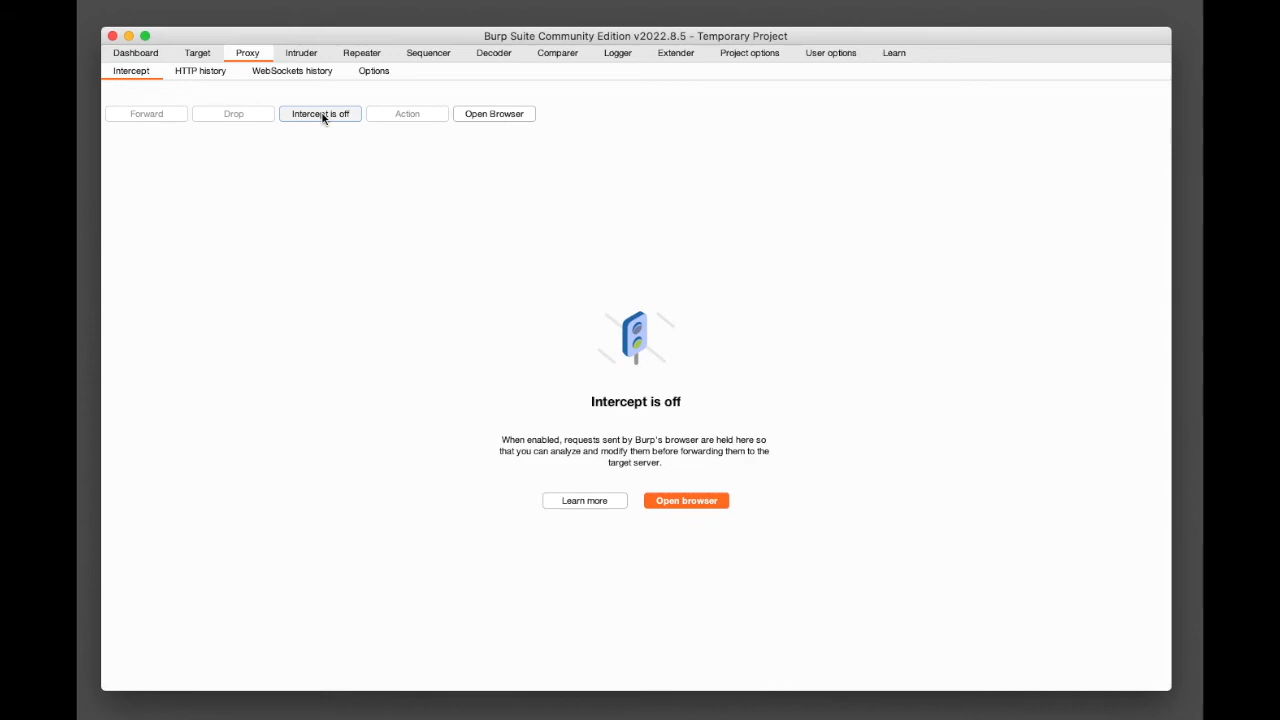 Burp Suite Community Edition v2022.8.5 - Temporary Project
Dashboard Target Proxy Intruder Repeater Sequencer Decoder Comparer Logger Extender Project options User options Learn
Intercept HTTP history WebSockets history Options
Forward Drop Intercept is off Action Open Browser
Intercept is off
When enabled, requests sent by Burp's browser are held here so
that you can analyze and modify them before forwarding them to the
target server.
Learn more Open browser